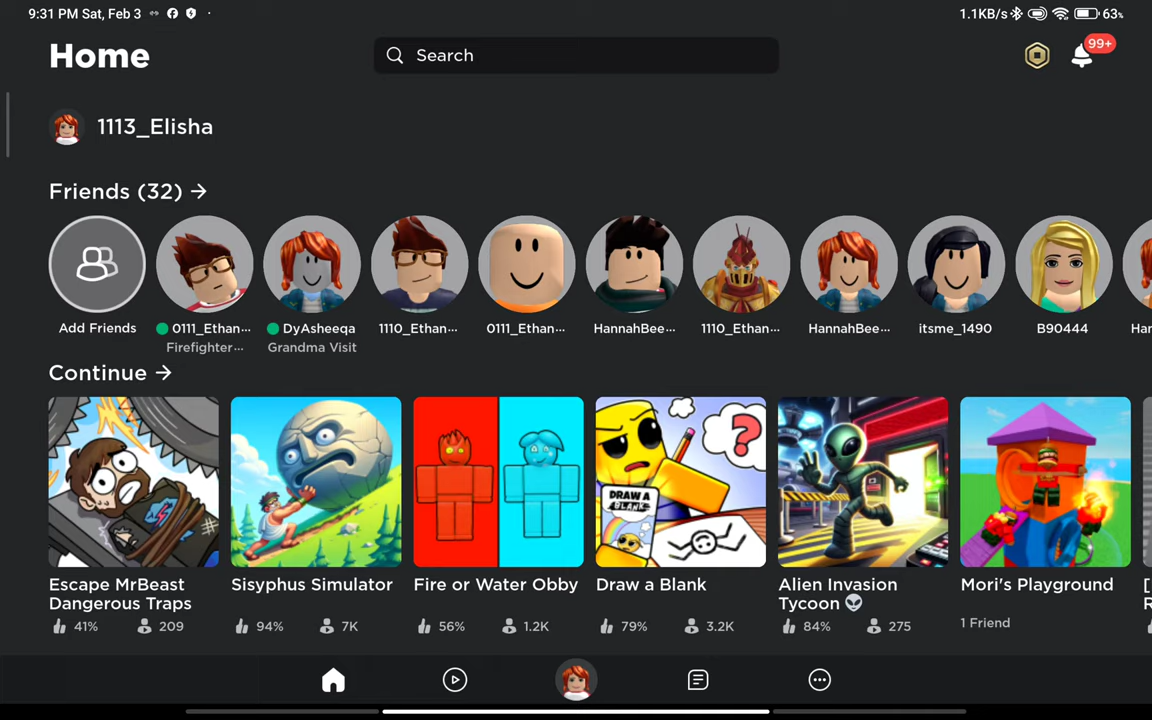 9:31 PM Sat, Feb 3
1.1KB/s 63%
Home
Search
99+
1113_Elisha
Friends (32) →
Add Friends
0111_Ethan...
DyAsheeqa
1110_Ethan...
0111_Ethan...
HannahBee...
1110_Ethan...
HannahBee...
itsme_1490
B90444
Har
Firefighter...
Grandma Visit
Continue →
DRAW A
BLANK
Escape MrBeast
Dangerous Traps
Sisyphus Simulator
Fire or Water Obby
Draw a Blank
Alien Invasion
Tycoon 👽
Mori's Playground
[
R
41% 209
94% 7K
56% 1.2K
79% 3.2K
84% 275
1 Friend